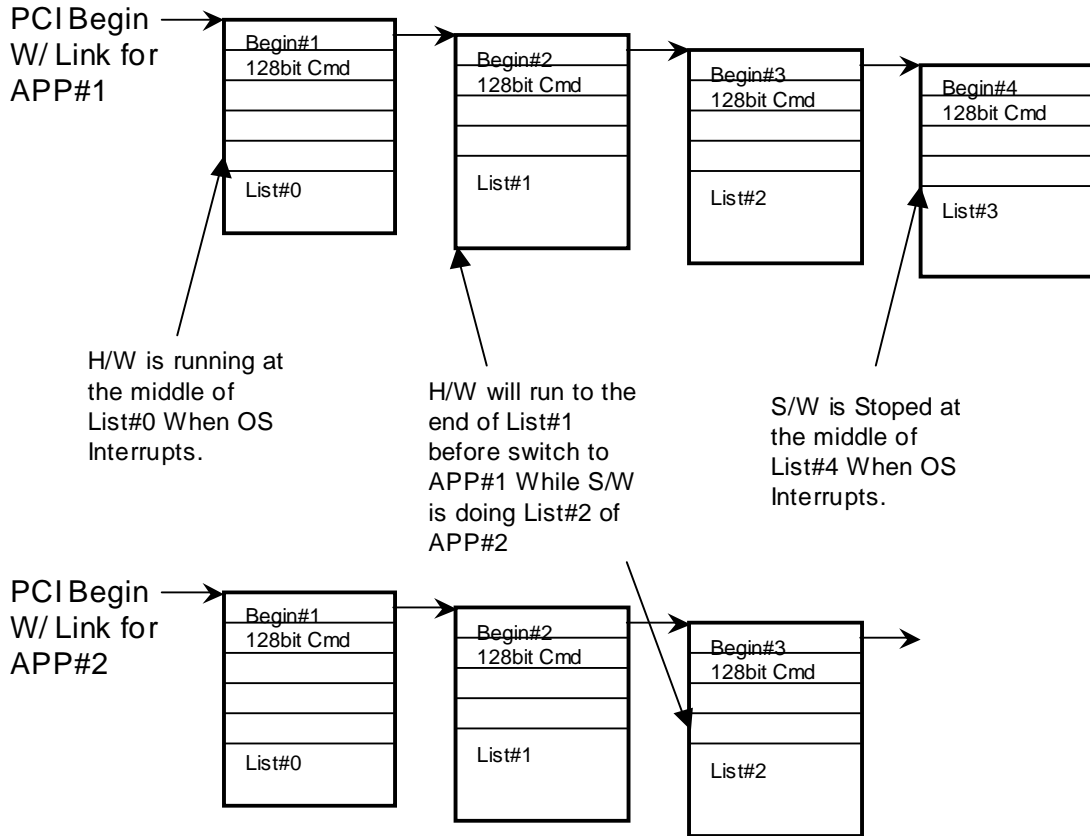 PCI Begin
W/ Link for
APP#1
Begin#1
128bit Cmd
List#0
Begin#2
128bit Cmd
List#1
Begin#3
128bit Cmd
List#2
Begin#4
128bit Cmd
List#3
H/W is running at
the middle of
List#0 When OS
Interrupts.
H/W will run to the
end of List#1
before switch to
APP#1 While S/W
is doing List#2 of
APP#2
S/W is Stoped at
the middle of
List#4 When OS
Interrupts.
PCI Begin
W/ Link for
APP#2
Begin#1
128bit Cmd
List#0
Begin#2
128bit Cmd
List#1
Begin#3
128bit Cmd
List#2